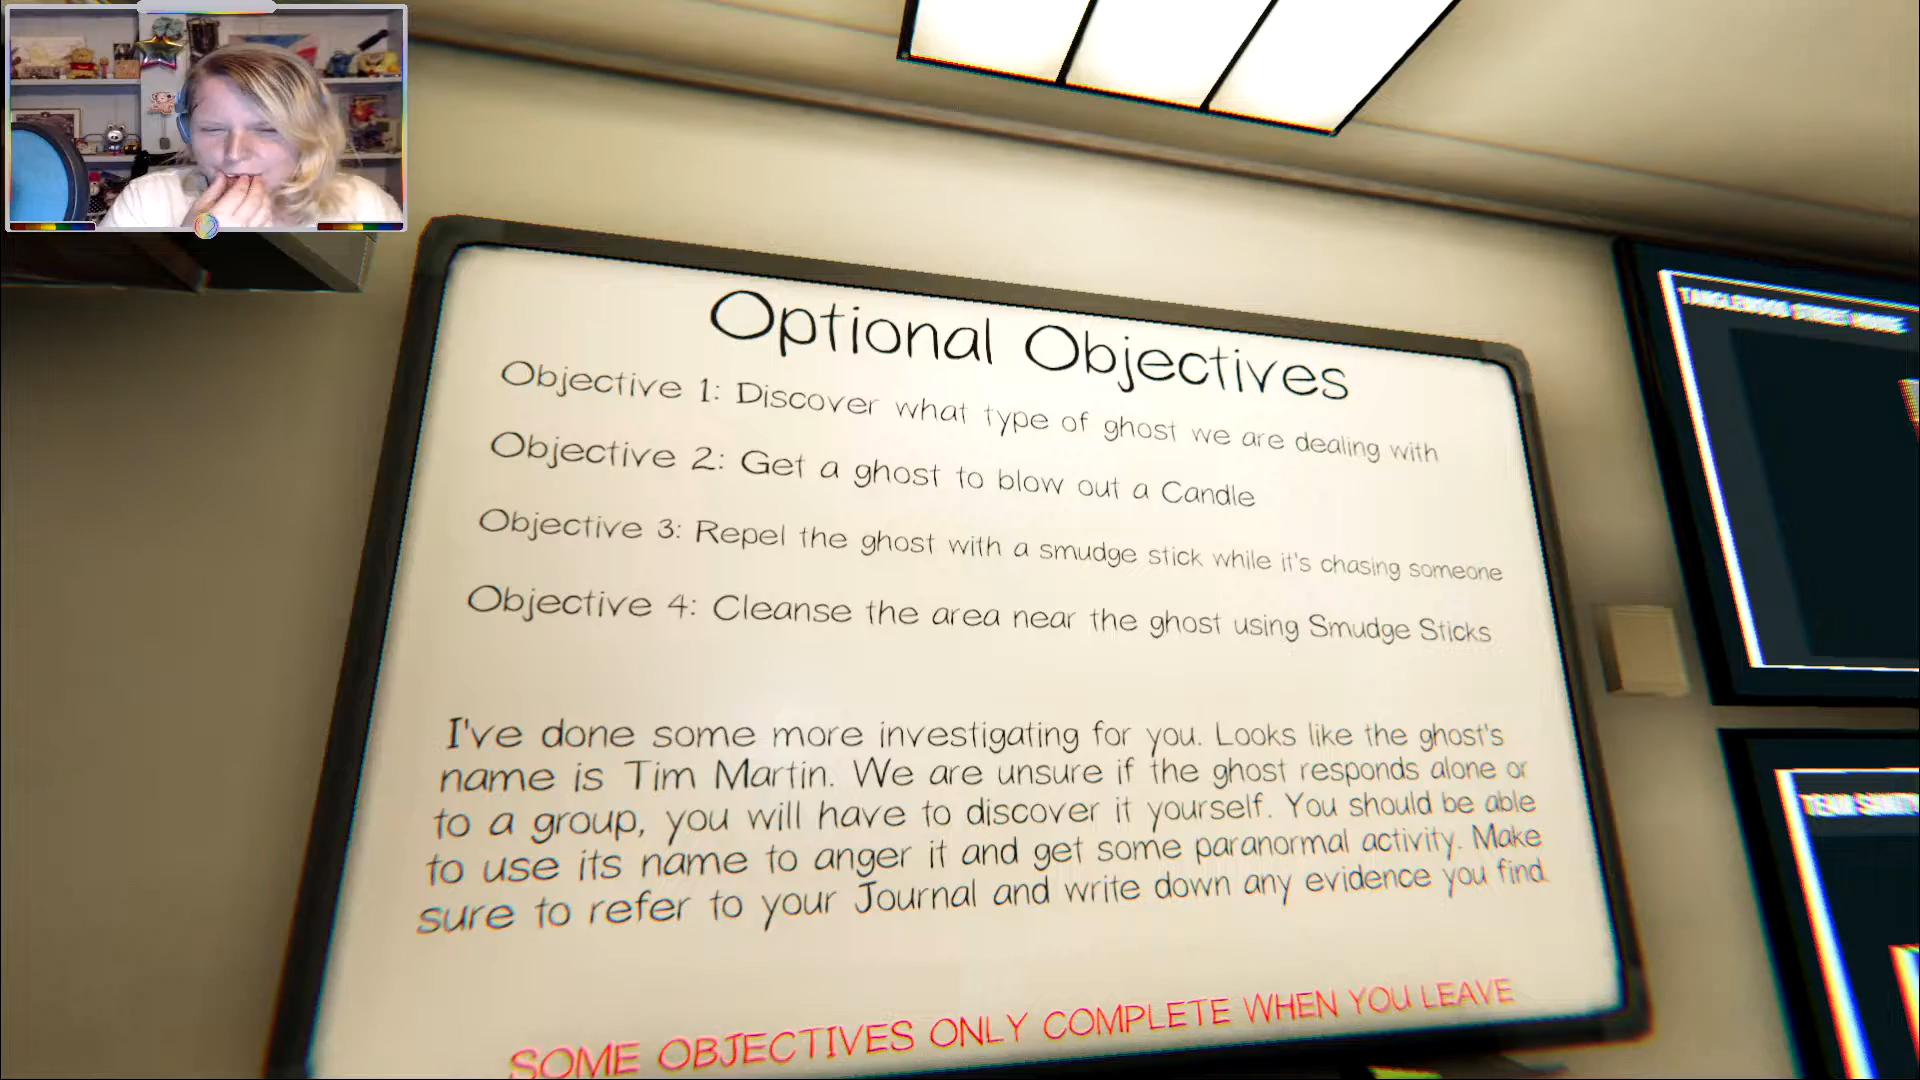 Optional Objectives
Objective 1: Discover what type of ghost we are dealing with
Objective 2: Get a ghost to blow out a Candle
Objective 3: Repel the ghost with a smudge stick while it's chasing someone
Objective 4: Cleanse the area near the ghost using Smudge Sticks
I've done some more investigating for you. Looks like the ghost's
name is Tim Martin. We are unsure if the ghost responds alone or
to a group, you will have to discover it yourself. You should be able
to use its name to anger it and get some paranormal activity. Make
sure to refer to your Journal and write down any evidence you find.
SOME OBJECTIVES ONLY COMPLETE WHEN YOU LEAVE
TANGLEWOOD STREET HOUSE
TEAM